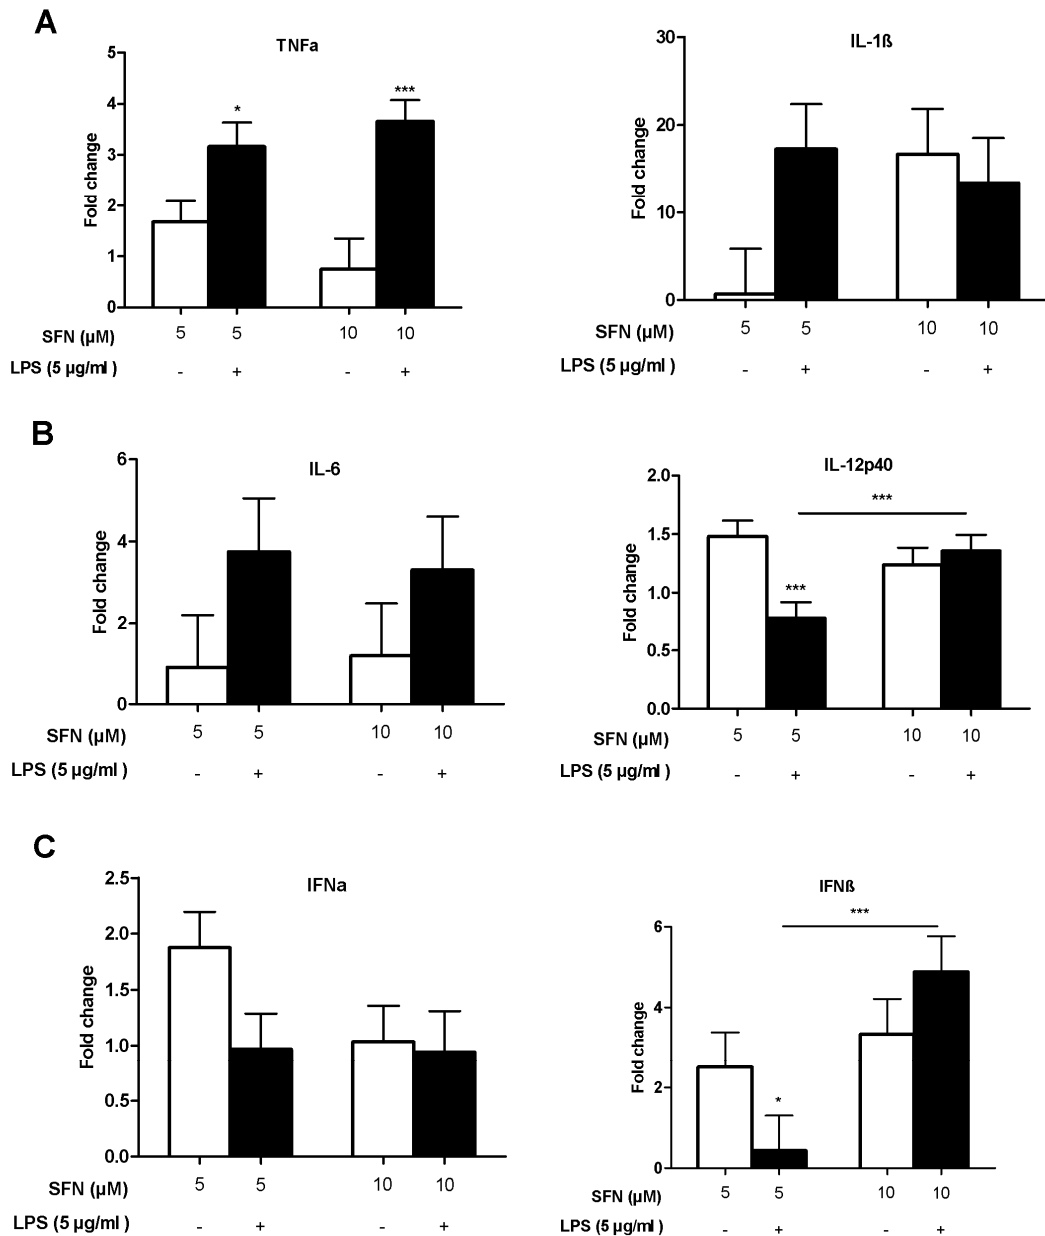 A
TNFa
5
4
3
2
1
0
Fold change
*
***
SFN (µM) 5 5 10 10
LPS (5 µg/ml ) - + - +
IL-1ß
30
20
10
0
Fold change
SFN (µM) 5 5 10 10
LPS (5 µg/ml ) - + - +
B
IL-6
6
4
2
0
Fold change
SFN (µM) 5 5 10 10
LPS (5 µg/ml ) - + - +
IL-12p40
2.0
1.5
1.0
0.5
0.0
Fold change
***
***
SFN (µM) 5 5 10 10
LPS (5 µg/ml ) - + - +
C
IFNa
2.5
2.0
1.5
1.0
0.5
0.0
Fold change
SFN (µM) 5 5 10 10
LPS (5 µg/ml ) - + - +
IFNß
6
4
2
0
Fold change
***
*
SFN (µM) 5 5 10 10
LPS (5 µg/ml ) - + - +